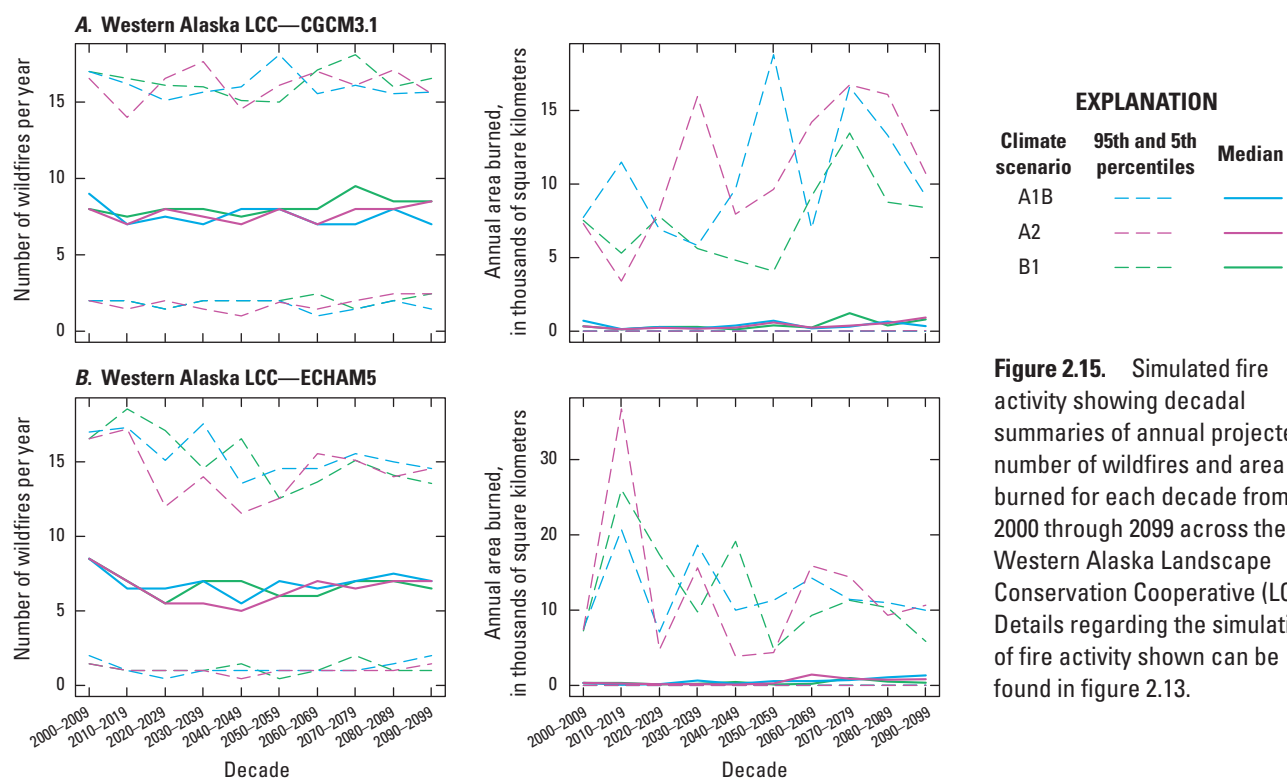 A. Western Alaska LCC—CGCM3.1
Number of wildfires per year
15
10
5
0
Annual area burned,
in thousands of square kilometers
15
10
5
0
B. Western Alaska LCC—ECHAM5
Number of wildfires per year
15
10
5
0
2000–2009
2010–2019
2020–2029
2030–2039
2040–2049
2050–2059
2060–2069
2070–2079
2080–2089
2090–2099
Decade
Annual area burned,
in thousands of square kilometers
30
20
10
0
2000–2009
2010–2019
2020–2029
2030–2039
2040–2049
2050–2059
2060–2069
2070–2079
2080–2089
2090–2099
Decade
EXPLANATION
Climate scenario
95th and 5th percentiles
Median
A1B
A2
B1
Figure 2.15. Simulated fire
activity showing decadal
summaries of annual projecte
number of wildfires and area
burned for each decade from
2000 through 2099 across the
Western Alaska Landscape
Conservation Cooperative (LC
Details regarding the simulati
of fire activity shown can be
found in figure 2.13.